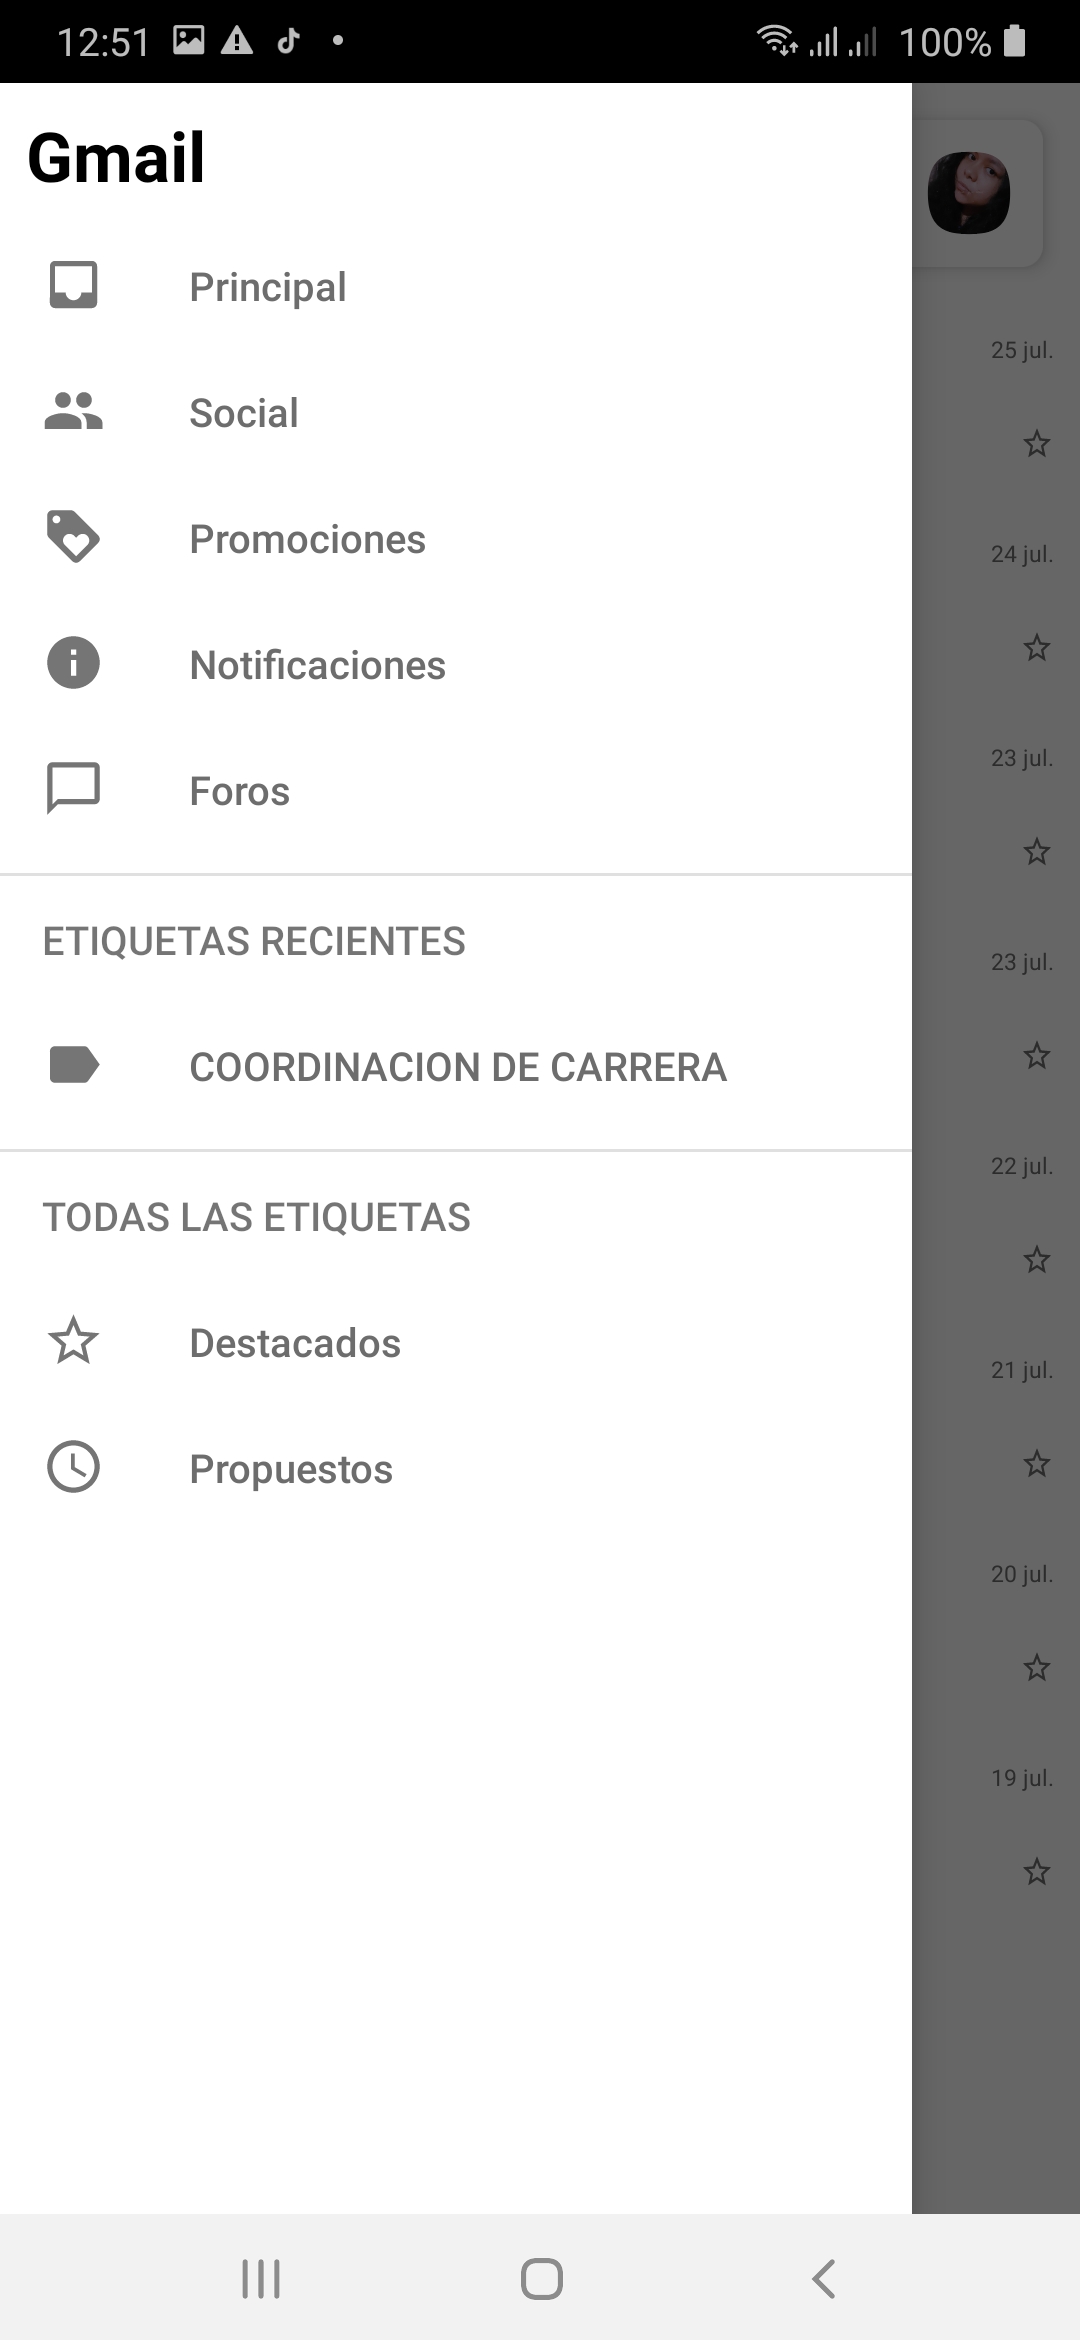 12:51
100%
Gmail
Principal
25 jul.
Social
Promociones
24 jul.
Notificaciones
23 jul.
Foros
ETIQUETAS RECIENTES
23 jul.
COORDINACION DE CARRERA
22 jul.
TODAS LAS ETIQUETAS
Destacados
21 jul.
Propuestos
20 jul.
19 jul.